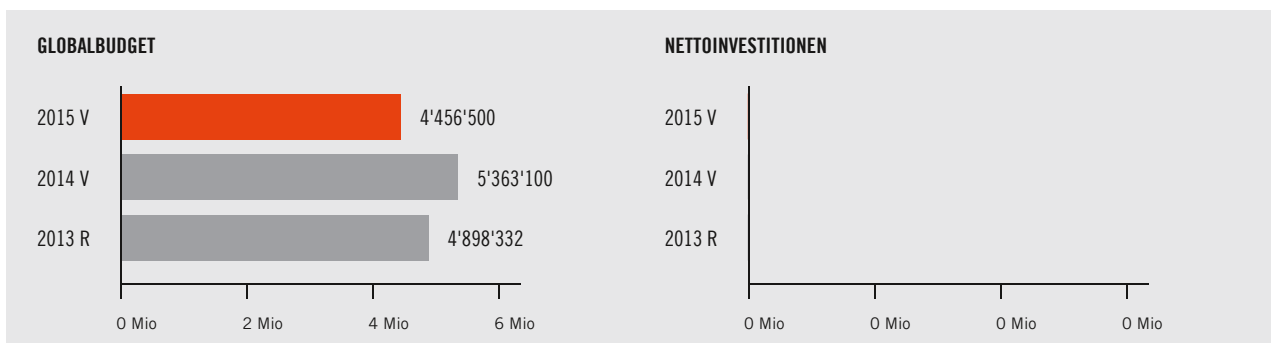 GLOBALBUDGET
2015 V 4'456'500
2014 V 5'363'100
2013 R 4'898'332
0 Mio 2 Mio 4 Mio 6 Mio
NETTOINVESTITIONEN
2015 V
2014 V
2013 R
0 Mio 0 Mio 0 Mio 0 Mio